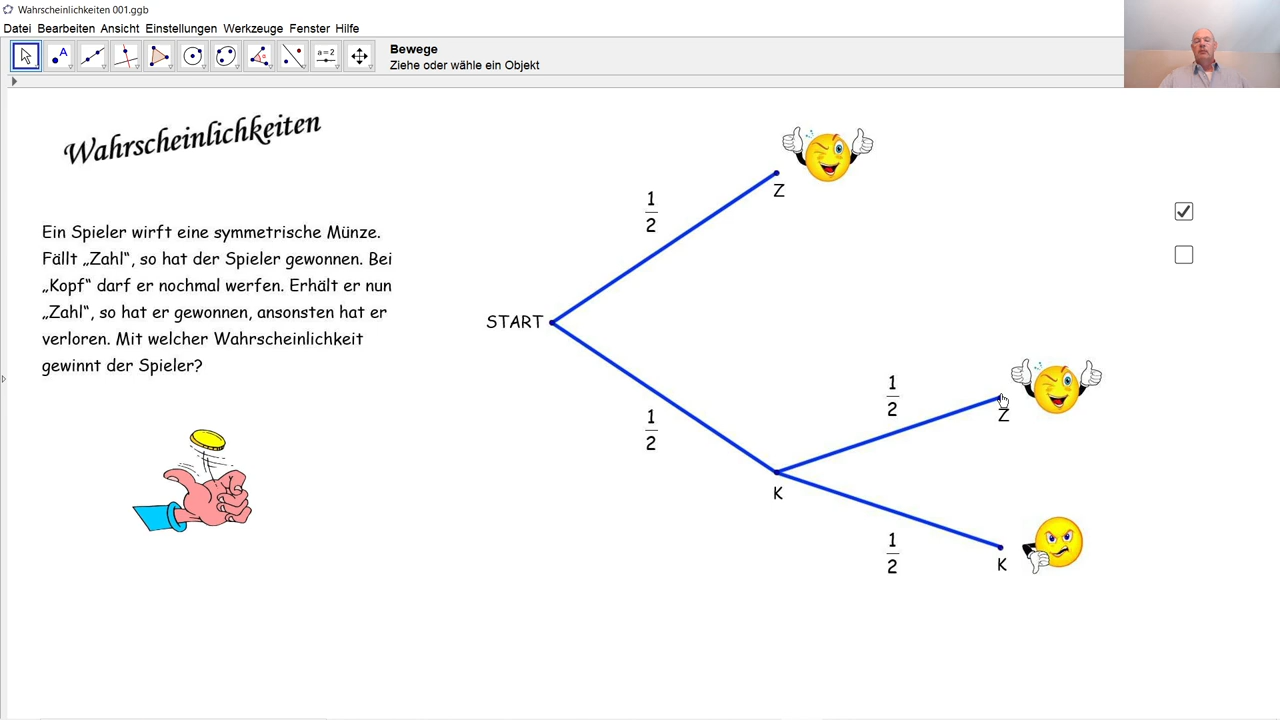 Wahrscheinlichkeiten 001.ggb
Datei Bearbeiten Ansicht Einstellungen Werkzeuge Fenster Hilfe
A
a=2
Bewege
Ziehe oder wähle ein Objekt
Wahrscheinlichkeiten
Ein Spieler wirft eine symmetrische Münze.
Fällt „Zahl“, so hat der Spieler gewonnen. Bei
„Kopf“ darf er nochmal werfen. Erhält er nun
„Zahl“, so hat er gewonnen, ansonsten hat er
verloren. Mit welcher Wahrscheinlichkeit
gewinnt der Spieler?
START
1
2
Z
1
2
K
1
2
Z
1
2
K